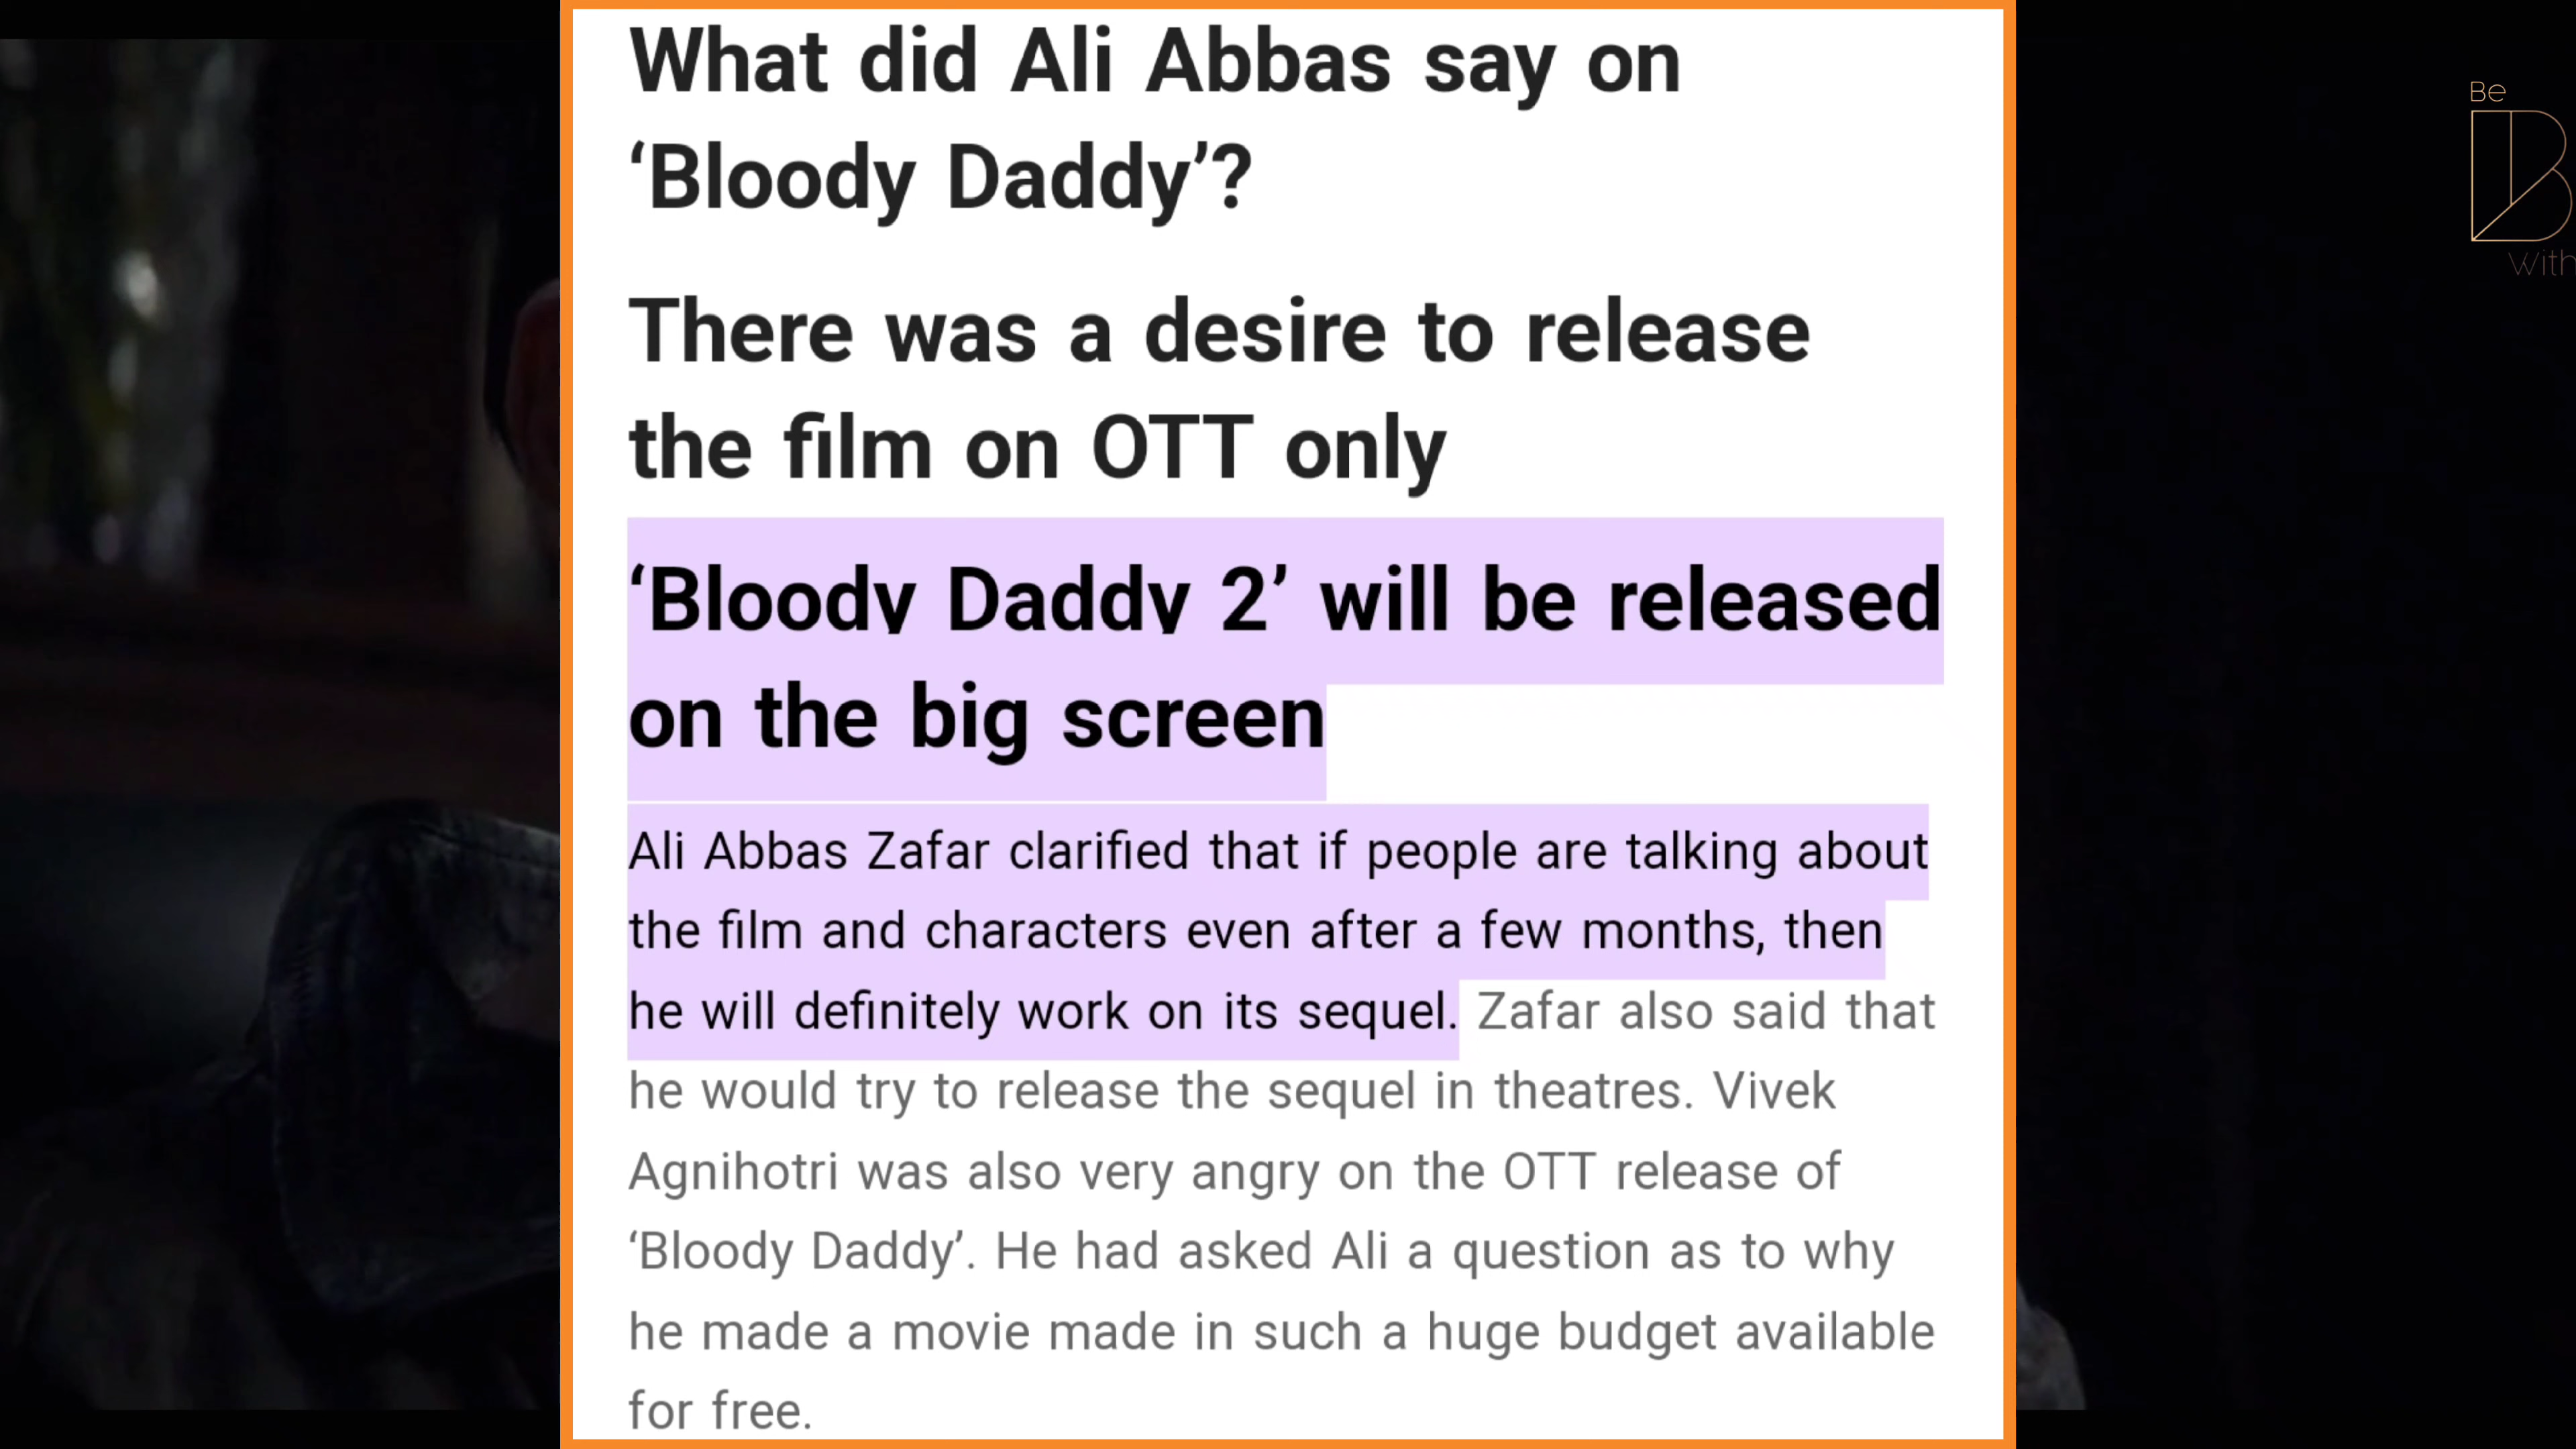 What did Ali Abbas say on
‘Bloody Daddy’?
There was a desire to release
the film on OTT only
‘Bloody Daddy 2’ will be released
on the big screen
Ali Abbas Zafar clarified that if people are talking about
the film and characters even after a few months, then
he will definitely work on its sequel. Zafar also said that
he would try to release the sequel in theatres. Vivek
Agnihotri was also very angry on the OTT release of
‘Bloody Daddy’. He had asked Ali a question as to why
he made a movie made in such a huge budget available
for free.
Be
B
With